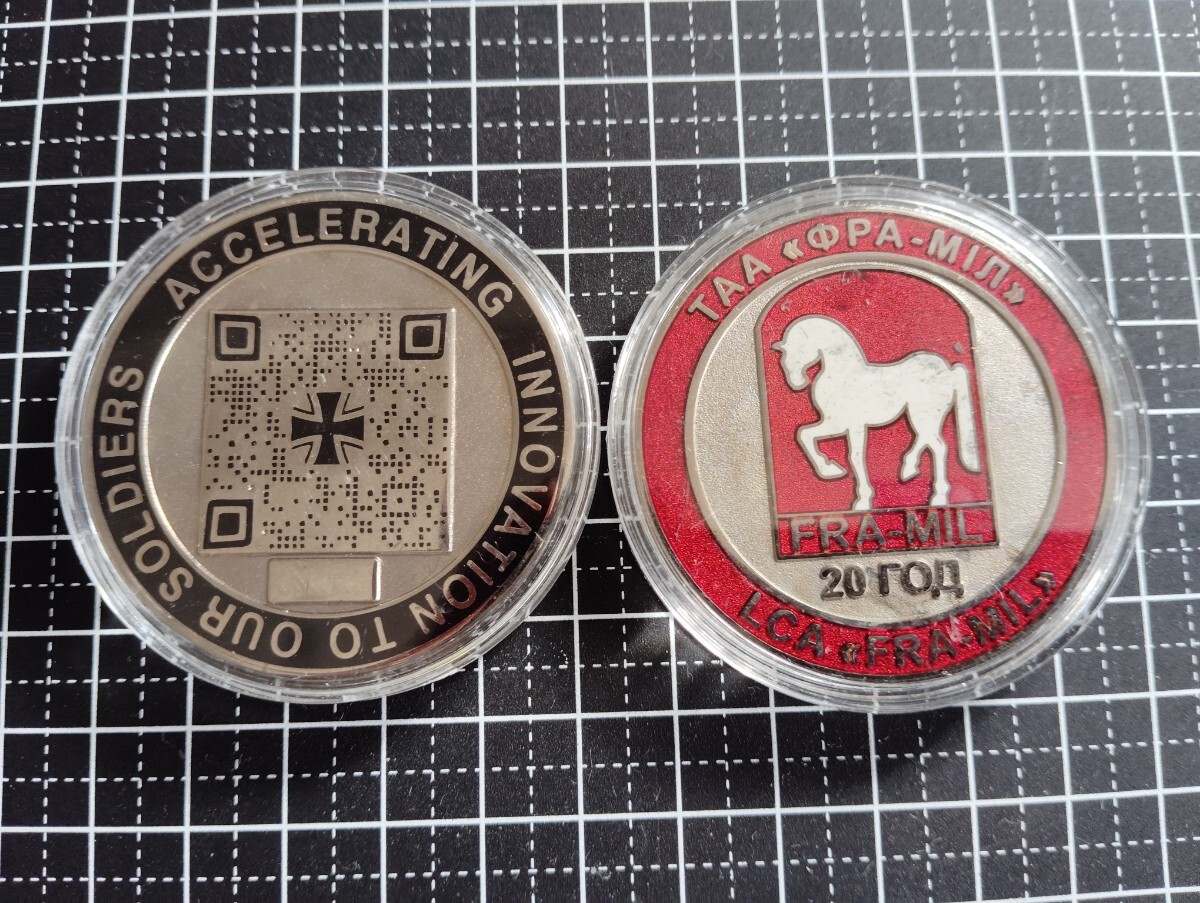 ACCELERATING INNOVATION TO OUR SOLDIERS
ТАА «ФРА-МІЛ»
FRA-MIL
20 ГОД
LCA «FRA-MIL»